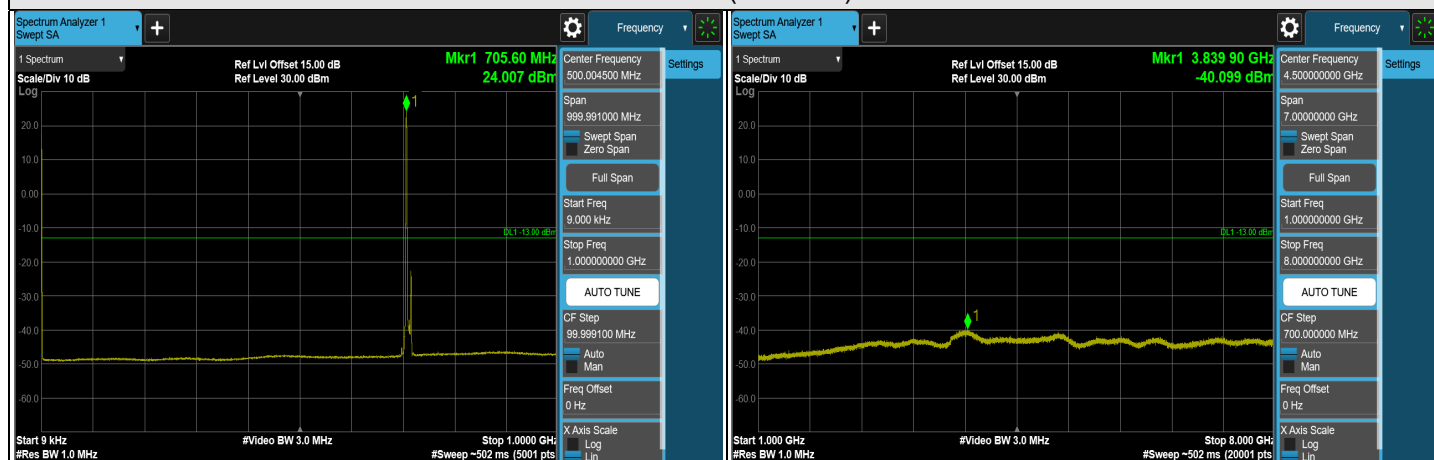 Spectrum Analyzer 1
Swept SA
+
Frequency
1 Spectrum
Scale/Div 10 dB
Log
Ref Lvl Offset 15.00 dB
Ref Level 30.00 dBm
Mkr1 705.60 MHz
24.007 dBm
1
20.0
10.0
0.00
-10.0
DL1 -13.00 dBm
-20.0
-30.0
-40.0
-50.0
-60.0
Start 9 kHz
#Res BW 1.0 MHz
#Video BW 3.0 MHz
Stop 1.0000 GHz
#Sweep ~502 ms (5001 pts
Center Frequency
500.004500 MHz
Settings
Span
999.991000 MHz
Swept Span
Zero Span
Full Span
Start Freq
9.000 kHz
Stop Freq
1.000000000 GHz
AUTO TUNE
CF Step
99.999100 MHz
Auto
Man
Freq Offset
0 Hz
X Axis Scale
Log
Lin
Spectrum Analyzer 1
Swept SA
+
Frequency
1 Spectrum
Scale/Div 10 dB
Log
Ref Lvl Offset 15.00 dB
Ref Level 30.00 dBm
Mkr1 3.839 90 GHz
-40.099 dBm
20.0
10.0
0.00
-10.0
DL1 -13.00 dBm
-20.0
-30.0
1
-40.0
-50.0
-60.0
Start 1.000 GHz
#Res BW 1.0 MHz
#Video BW 3.0 MHz
Stop 8.000 GHz
#Sweep ~502 ms (20001 pts
Center Frequency
4.500000000 GHz
Settings
Span
7.00000000 GHz
Swept Span
Zero Span
Full Span
Start Freq
1.000000000 GHz
Stop Freq
8.000000000 GHz
AUTO TUNE
CF Step
700.000000 MHz
Auto
Man
Freq Offset
0 Hz
X Axis Scale
Log
Lin